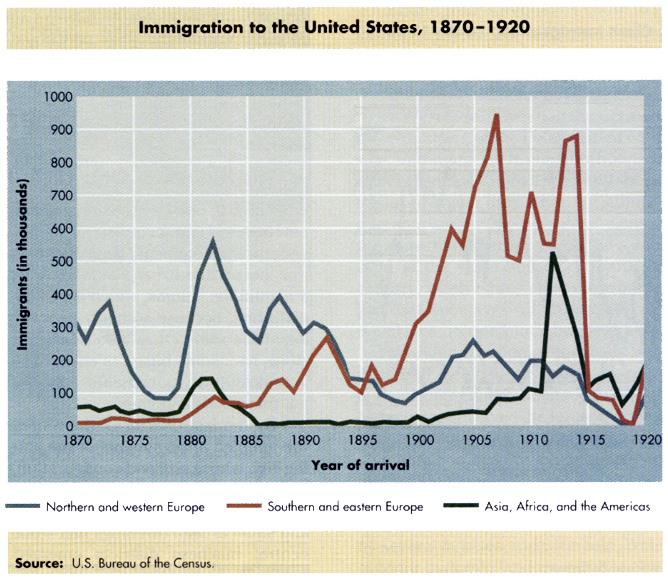 Immigration to the United States, 1870–1920
Immigrants (in thousands)
1000
900
800
700
600
500
400
300
200
100
0
1870 1875 1880 1885 1890 1895 1900 1905 1910 1915 1920
Year of arrival
Northern and western Europe Southern and eastern Europe Asia, Africa, and the Americas
Source: U.S. Bureau of the Census.